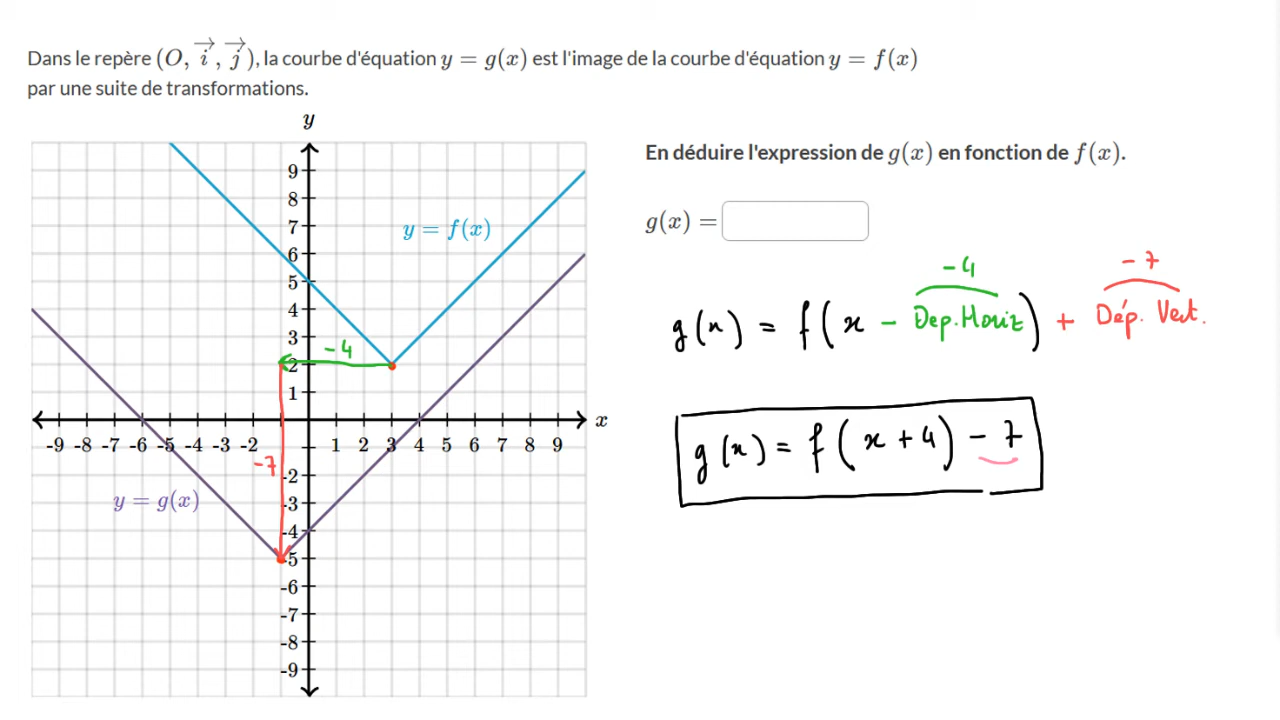 Dans le repère (O, i, j), la courbe d'équation y = g(x) est l'image de la courbe d'équation y = f(x)
par une suite de transformations.
y
En déduire l'expression de g(x) en fonction de f(x).
g(x) =
9
8
7
6
5
4
3
2
1
y = f(x)
-4
-7
g(x) = f(x - Dep.Horiz) + Dép. Vert.
-4
x
-9 -8 -7 -6 -5 -4 -3 -2 1 2 3 4 5 6 7 8 9
g(x) = f(x+4) - 7
-7
y = g(x)
-2
-3
-4
-5
-6
-7
-8
-9